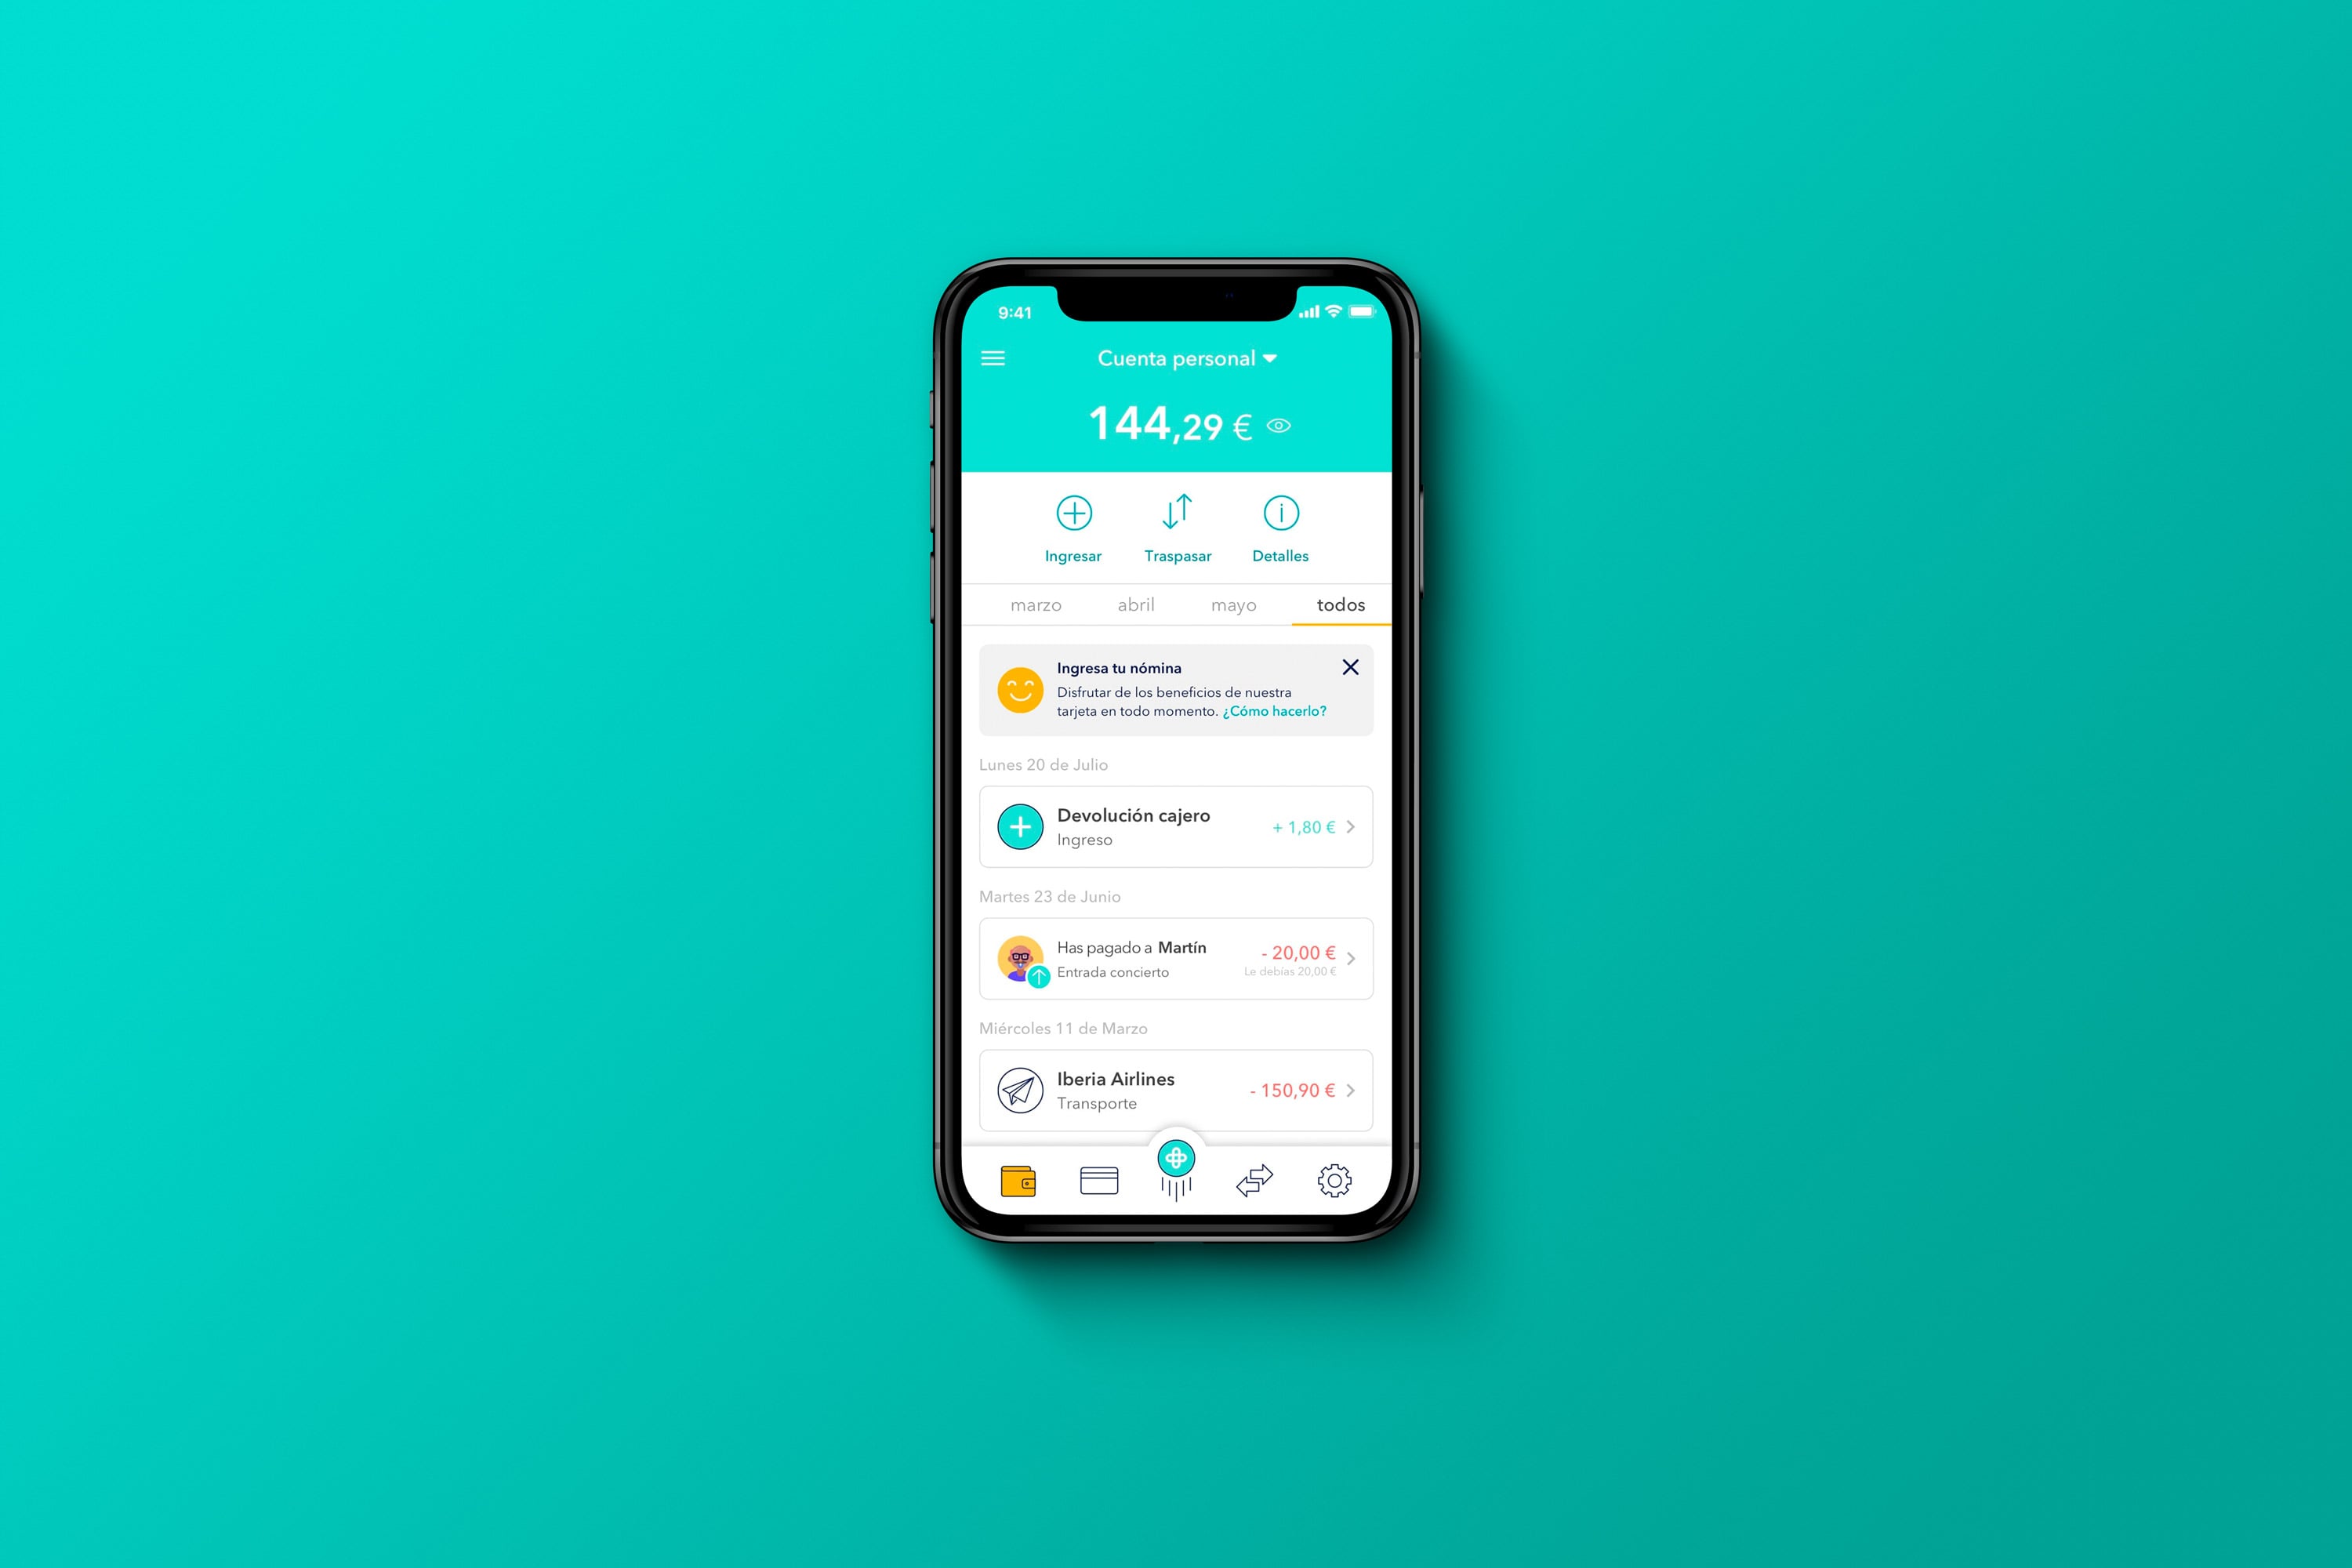 9:41
Cuenta personal
144,29 €
Ingresar Traspasar Detalles
marzo abril mayo todos
Ingresa tu nómina
Disfrutar de los beneficios de nuestra
tarjeta en todo momento. ¿Cómo hacerlo?
Lunes 20 de Julio
Devolución cajero
+ 1,80 €
Ingreso
Martes 23 de Junio
Has pagado a Martín
- 20,00 €
Entrada concierto
Le debías 20,00 €
Miércoles 11 de Marzo
Iberia Airlines
- 150,90 €
Transporte